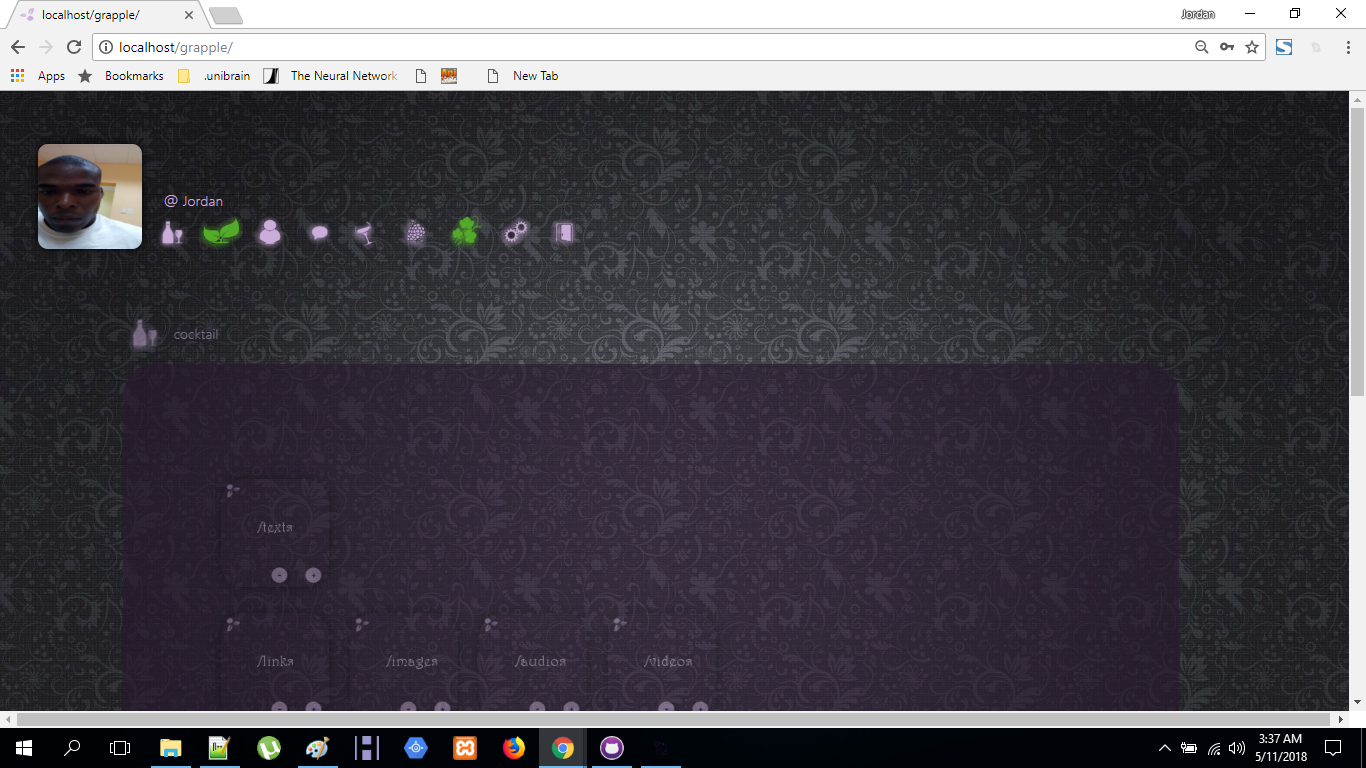 localhost/grapple/
Jordan
localhost/grapple/
Apps Bookmarks .unibrain The Neural Network New Tab
@ Jordan
cocktail
/texts
- +
/links /images /audios /videos
3:37 AM
5/11/2018